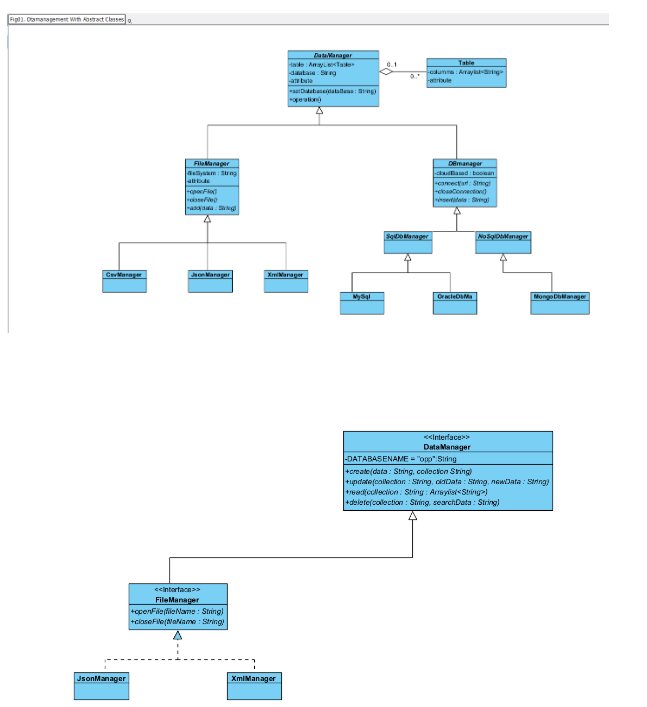 Fig01. Dtamanagement With Abstract Classes
DataManager
-table : ArrayList<Table>
-database : String
-attribute
+setDatabase(dataBase : String)
+operation()
0..1
0..*
Table
-columns : Arraylist<String>
-attribute
FileManager
-fileSystem : String
-attribute
+openFile()
+closeFile()
+add(data : String)
DBmanager
-cloudBased : boolean
+connect(url : String)
+closeConnection()
+insert(data : String)
SqlDbManager
NoSqlDbManager
CsvManager
JsonManager
XmlManager
MySql
OracleDbMa
MongoDbManager
<<Interface>>
DataManager
-DATABASENAME = "opp":String
+create(data : String, collection String)
+update(collection : String, oldData : String, newData : String)
+read(collection : String : Arraylist<String>)
+delete(collection : String, searchData : String)
<<Interface>>
FileManager
+openFile(fileName : String)
+closeFile(fileName : String)
JsonManager
XmlManager